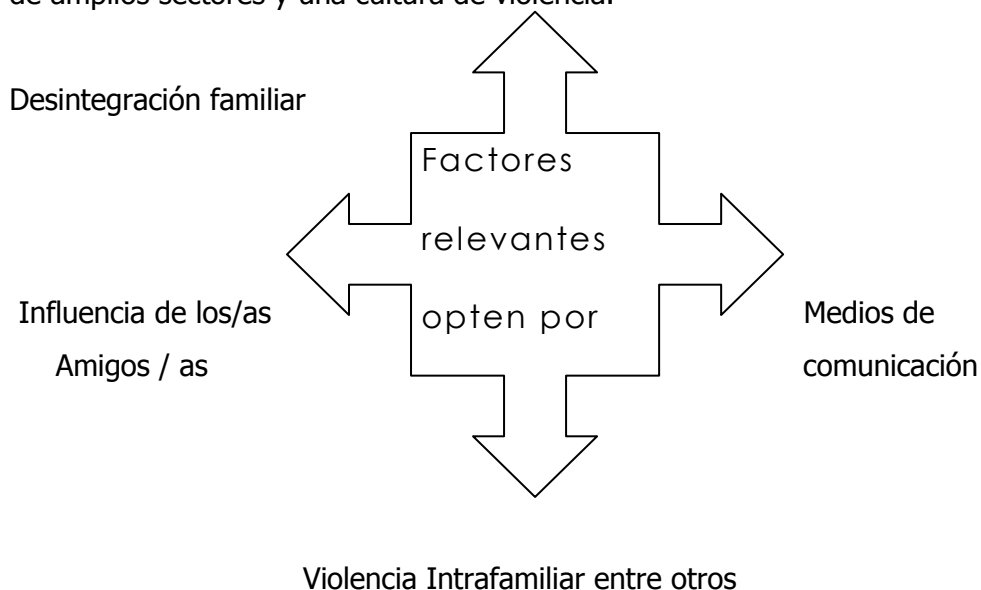 de amplios sectores y una cultura de violencia.
Desintegración familiar
Factores
relevantes
opten por
Influencia de los/as
Amigos / as
Medios de
comunicación
Violencia Intrafamiliar entre otros